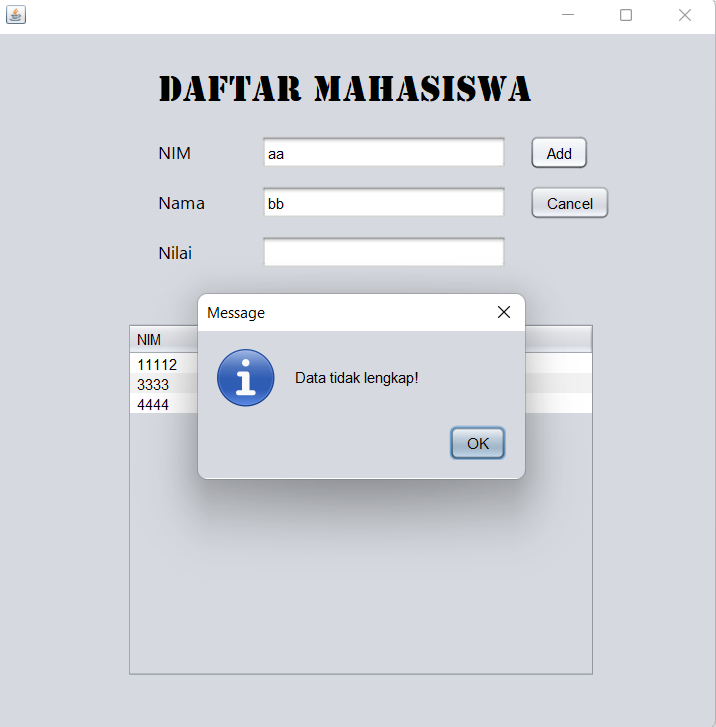 DAFTAR MAHASISWA
NIM aa Add
Nama bb Cancel
Nilai
Message
NIM
11112
3333
4444
Data tidak lengkap!
OK